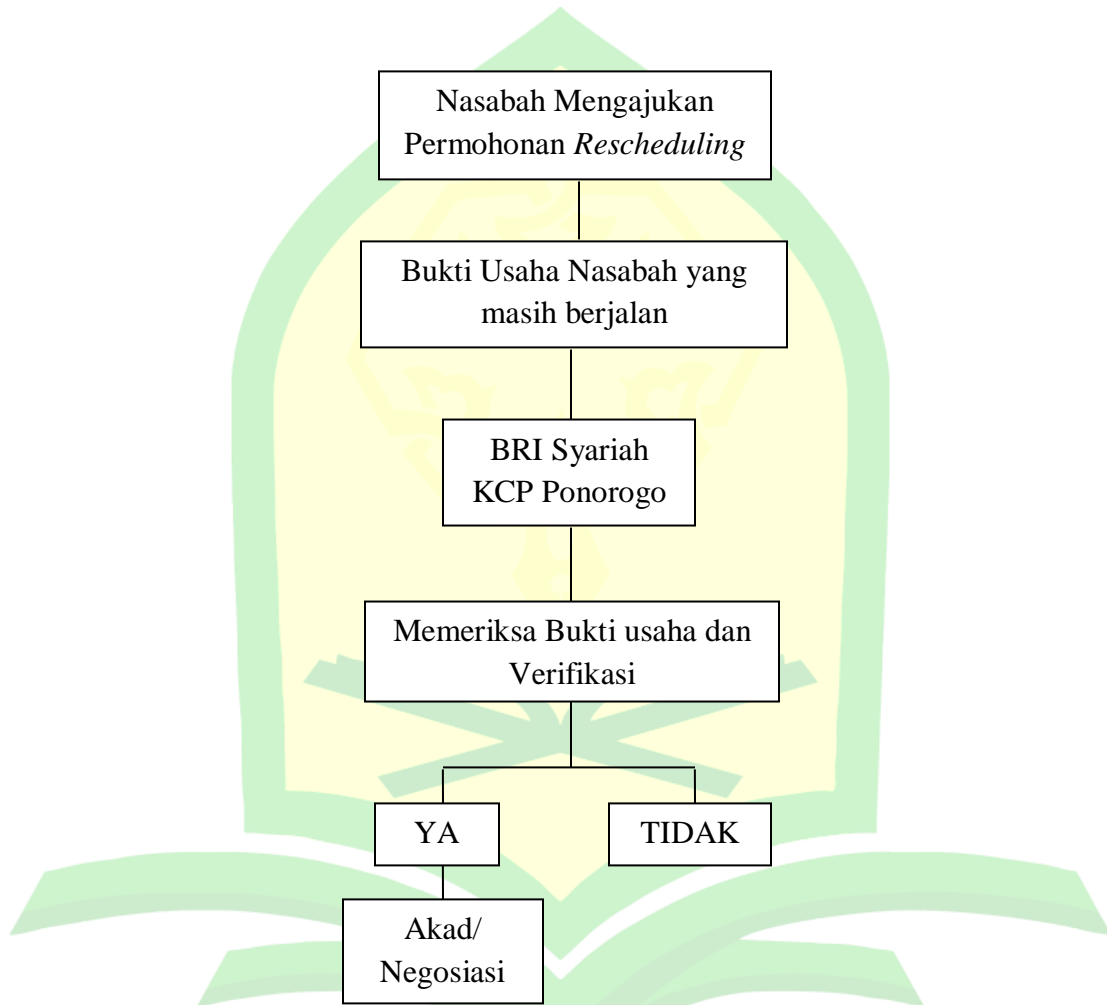 Nasabah Mengajukan
Permohonan Rescheduling
Bukti Usaha Nasabah yang
masih berjalan
BRI Syariah
KCP Ponorogo
Memeriksa Bukti usaha dan
Verifikasi
YA
TIDAK
Akad/
Negosiasi